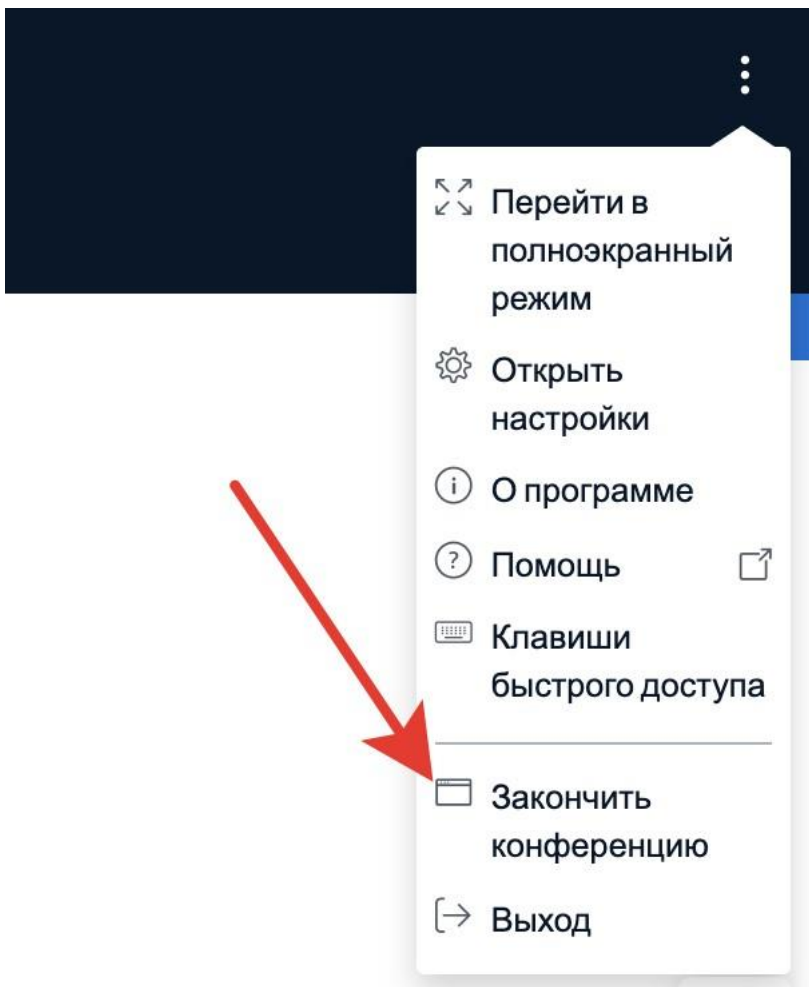 Перейти в
полноэкранный
режим
Открыть
настройки
О программе
Помощь
Клавиши
быстрого доступа
Закончить
конференцию
Выход